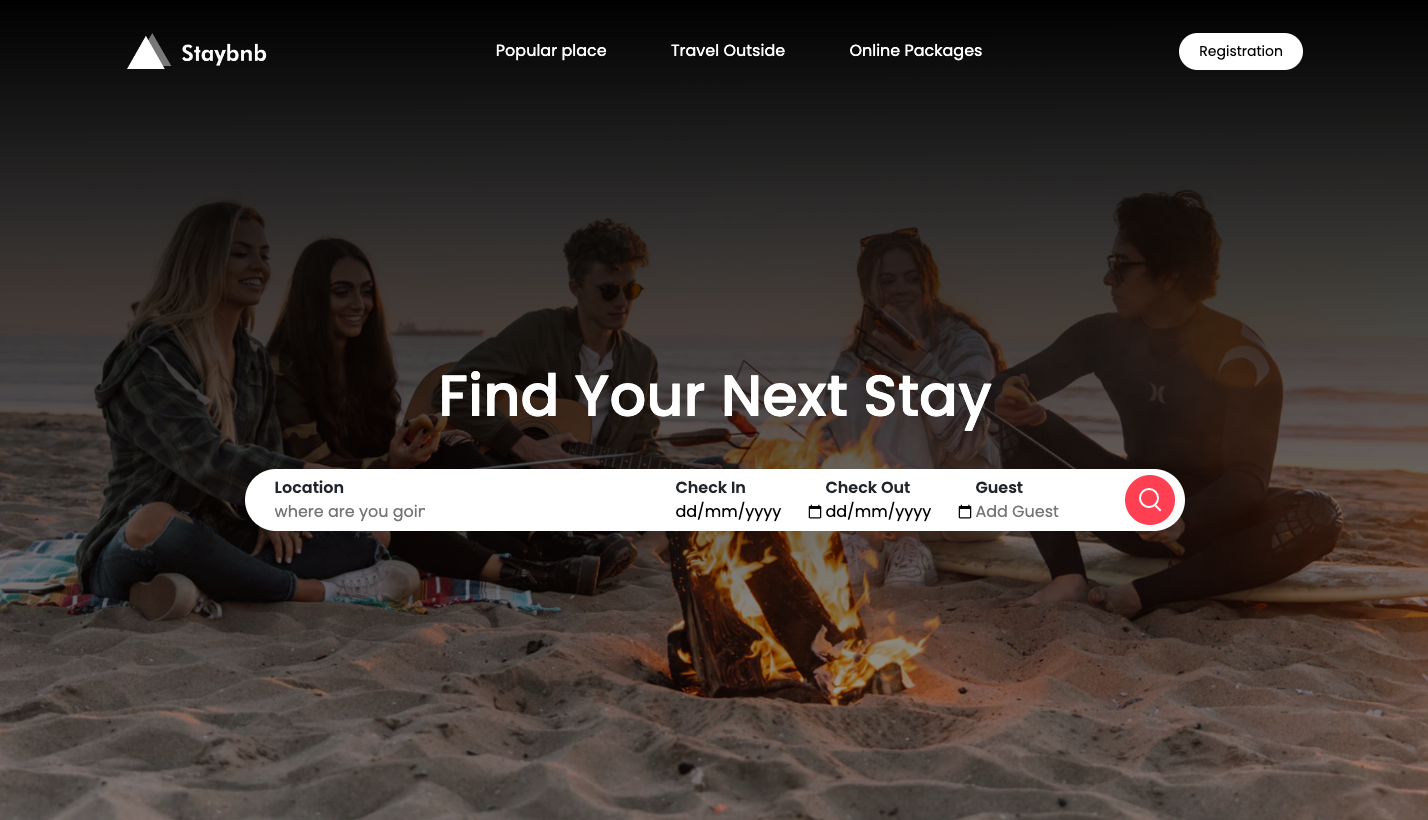 Staybnb
Popular place
Travel Outside
Online Packages
Registration
Find Your Next Stay
Location
where are you goin
Check In
dd/mm/yyyy
Check Out
dd/mm/yyyy
Guest
Add Guest